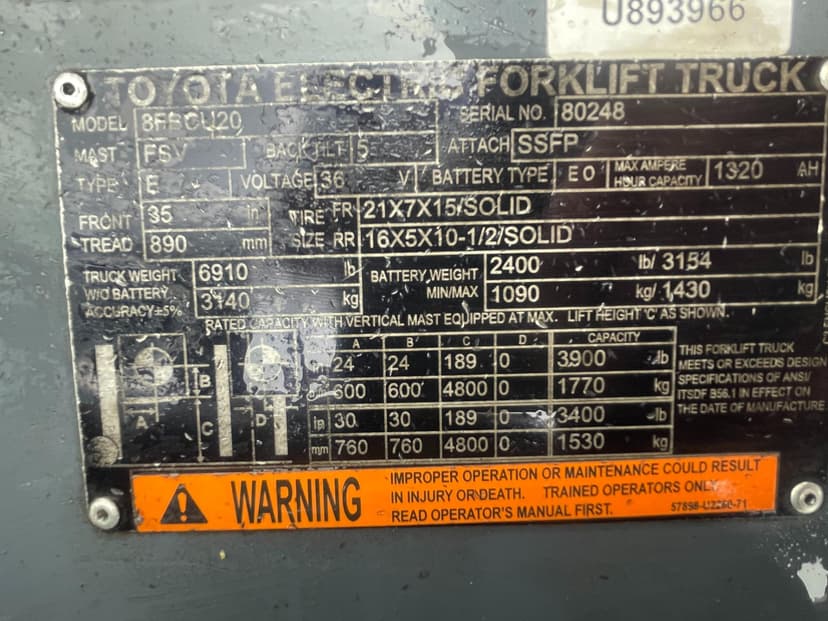 U893966
TOYOTA ELECTRIC FORKLIFT TRUCK
MODEL 8FBCU20 SERIAL NO. 80248
MAST FSV BACK TILT 5 ATTACH SSFP
TYPE E VOLTAGE 36 V BATTERY TYPE EO MAX AMPERE HOUR CAPACITY 1320 AH
FRONT 35 in TIRE FR 21X7X15/SOLID
TREAD 890 mm SIZE RR 16X5X10-1/2/SOLID
TRUCK WEIGHT 6910 lb BATTERY WEIGHT 2400 lb/ 3154 lb
W/O BATTERY 3140 kg MIN/MAX 1090 kg/ 1430 kg
ACCURACY±5%
RATED CAPACITY WITH VERTICAL MAST EQUIPPED AT MAX. LIFT HEIGHT 'C' AS SHOWN.
A B C D CAPACITY
in 24 24 189 0 3900 lb
mm 600 600 4800 0 1770 kg
in 30 30 189 0 3400 lb
mm 760 760 4800 0 1530 kg
B
A C D
THIS FORKLIFT TRUCK
MEETS OR EXCEEDS DESIGN
SPECIFICATIONS OF ANSI/
ITSDF B56.1 IN EFFECT ON
THE DATE OF MANUFACTURE
WARNING
IMPROPER OPERATION OR MAINTENANCE COULD RESULT
IN INJURY OR DEATH. TRAINED OPERATORS ONLY.
READ OPERATOR'S MANUAL FIRST.